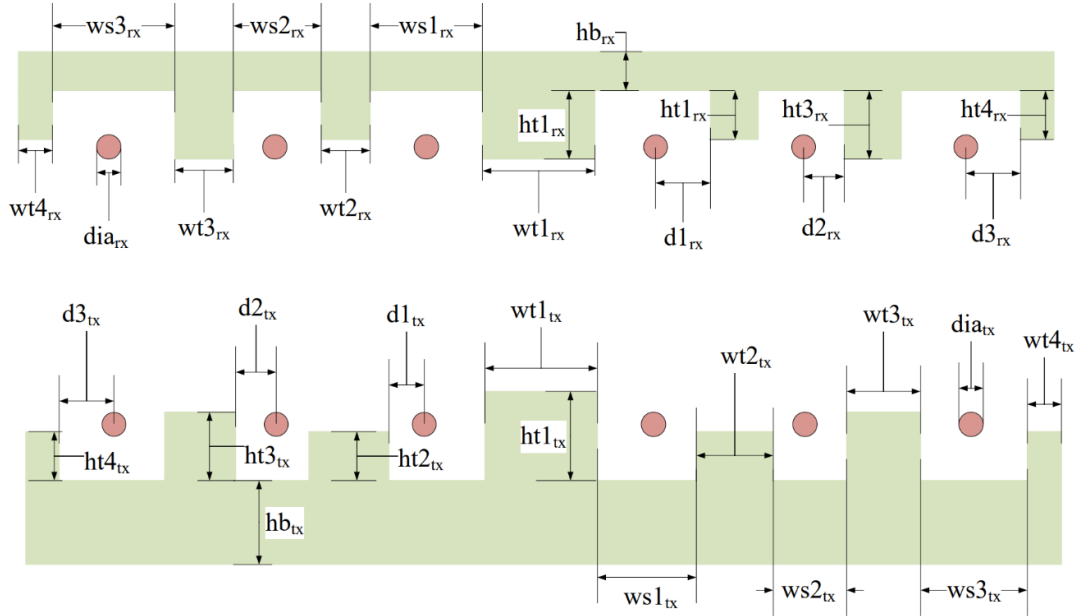 ws3rx ws2rx ws1rx hbrx
ht1rx ht1rx ht3rx ht4rx
wt4rx diarx wt3rx wt2rx wt1rx d1rx d2rx d3rx
d3tx d2tx d1tx wt1tx wt2tx wt3tx diatx wt4tx
ht4tx ht3tx ht2tx ht1tx
hbtx
ws1tx ws2tx ws3tx